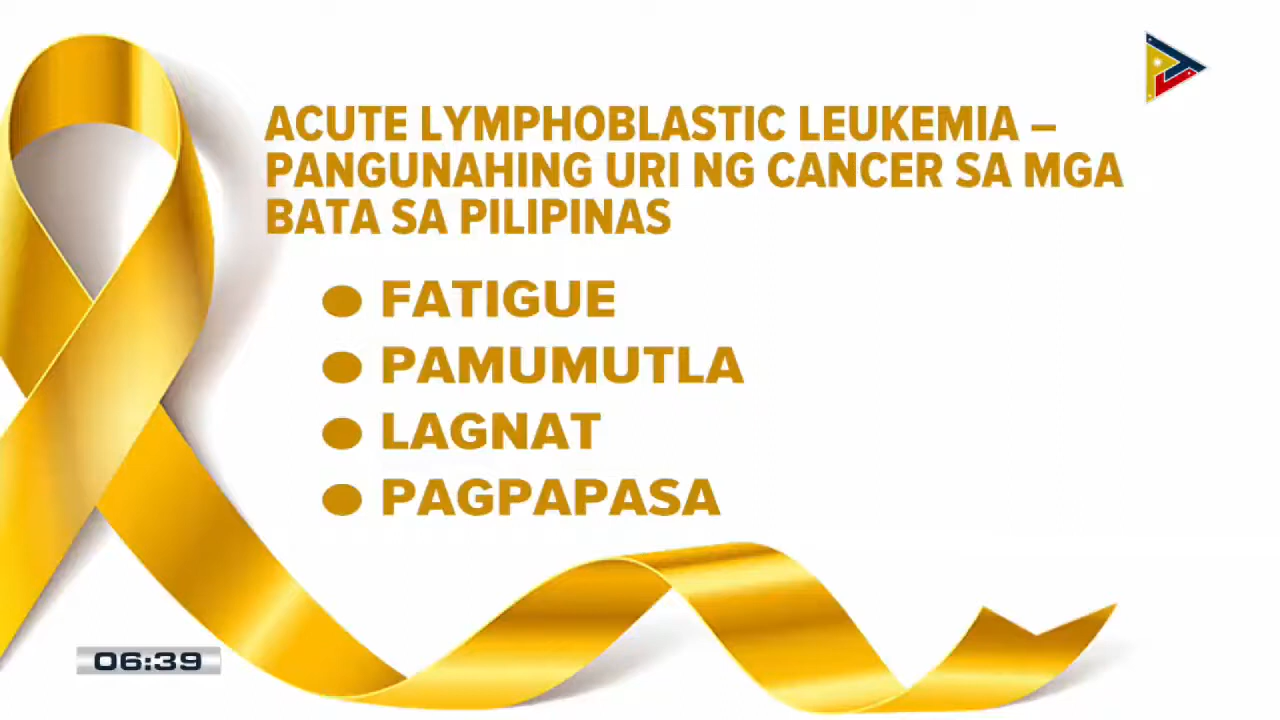 ACUTE LYMPHOBLASTIC LEUKEMIA –
PANGUNAHING URI NG CANCER SA MGA
BATA SA PILIPINAS
● FATIGUE
● PAMUMUTLA
● LAGNAT
● PAGPAPASA
06:39